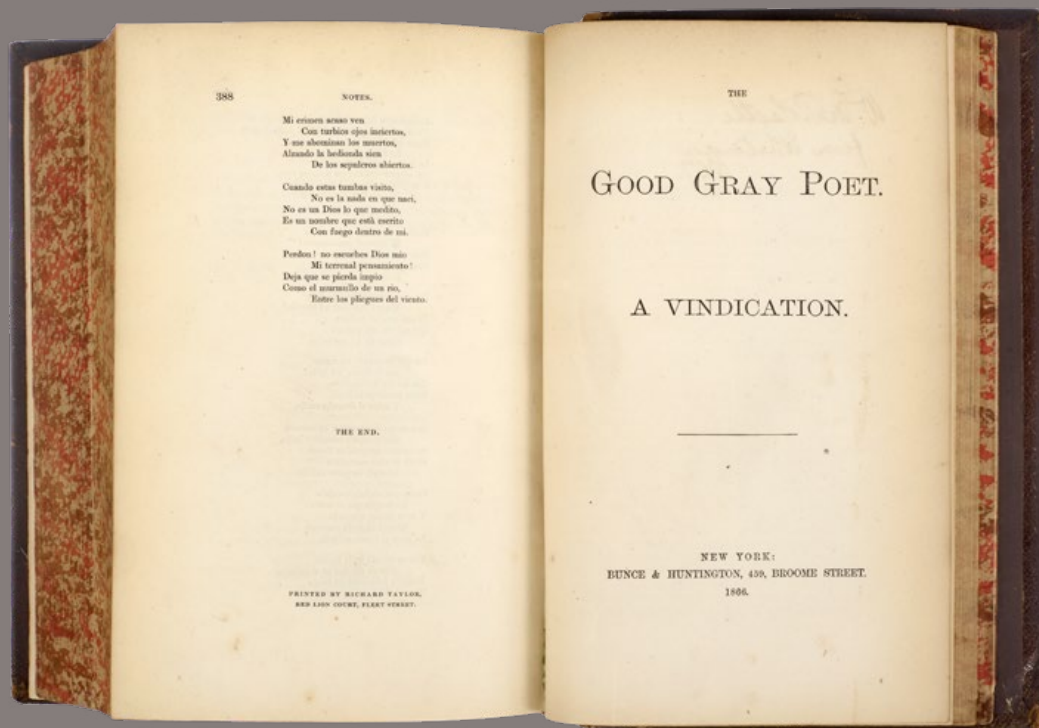 388
NOTES.
Mi crimen acaso ven
Con turbios ojos inciertos,
Y me abominan los muertos,
Alzando la hedionda sien
De los sepulcros abiertos.
Cuando estas tumbas visito,
No es la nada en que naci,
No es un Dios lo que medito,
Es un nombre que está escrito
Con fuego dentro de mi.
Perdon! no escuches Dios mio
Mi terrenal pensamiento!
Deja que se pierda impio
Como el murmullo de un rio,
Entre los pliegues del viento.
THE END.
PRINTED BY RICHARD TAYLOR,
RED LION COURT, FLEET STREET.
THE
GOOD GRAY POET.
A VINDICATION.
NEW YORK:
BUNCE & HUNTINGTON, 459, BROOME STREET.
1866.